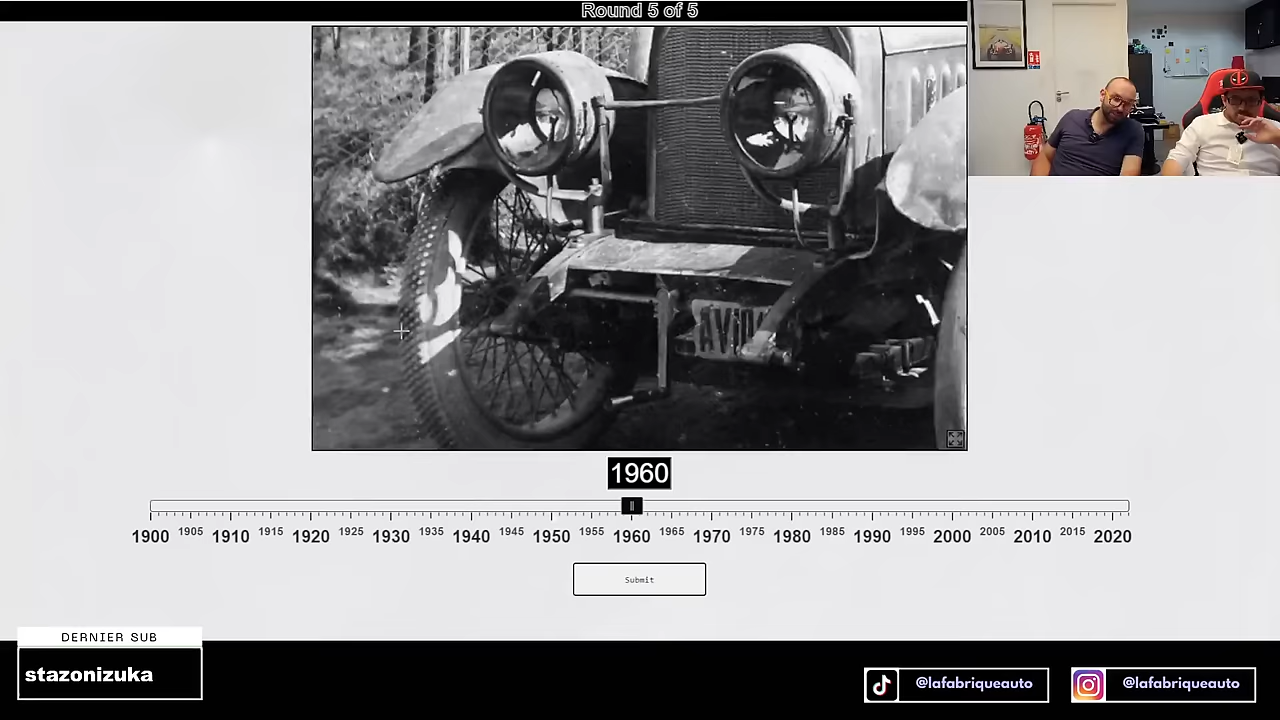 Round 5 of 5
1960
1900 1905 1910 1915 1920 1925 1930 1935 1940 1945 1950 1955 1960 1965 1970 1975 1980 1985 1990 1995 2000 2005 2010 2015 2020
Submit
DERNIER SUB
stazonizuka
@lafabriqueauto
@lafabriqueauto